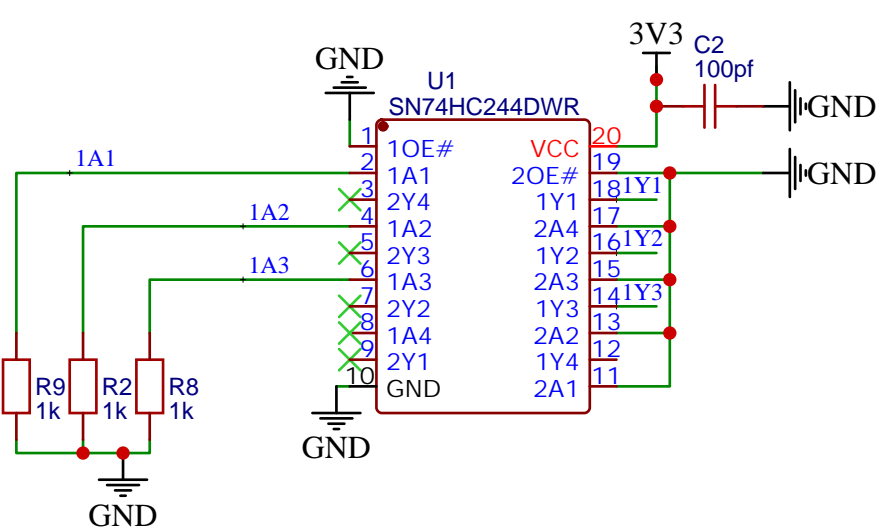 3V3
C2
100pf
GND
U1
SN74HC244DWR
GND
1 1OE# VCC 20
1A1 2 1A1 2OE# 19 GND
3 2Y4 1Y1 18 1Y1
1A2 4 1A2 2A4 17
5 2Y3 1Y2 16 1Y2
1A3 6 1A3 2A3 15
7 2Y2 1Y3 14 1Y3
8 1A4 2A2 13
9 2Y1 1Y4 12
10 GND 2A1 11
R9 R2 R8
1k 1k 1k
GND
GND